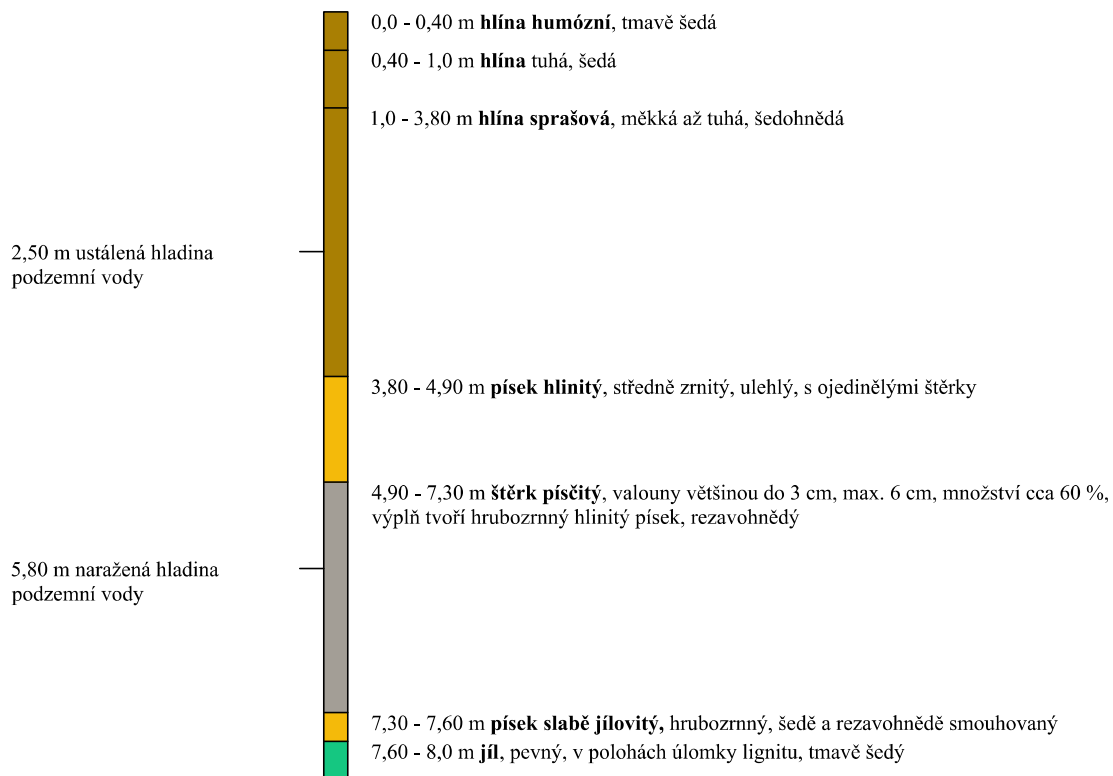 0,0 - 0,40 m hlína humózní, tmavě šedá
0,40 - 1,0 m hlína tuhá, šedá
1,0 - 3,80 m hlína sprašová, měkká až tuhá, šedohnědá
2,50 m ustálená hladina
podzemní vody
3,80 - 4,90 m písek hlinitý, středně zrnitý, ulehlý, s ojedinělými štěrky
4,90 - 7,30 m štěrk písčitý, valouny většinou do 3 cm, max. 6 cm, množství cca 60 %,
výplň tvoří hrubozrnný hlinitý písek, rezavohnědý
5,80 m naražená hladina
podzemní vody
7,30 - 7,60 m písek slabě jílovitý, hrubozrnný, šedě a rezavohnědě smouhovaný
7,60 - 8,0 m jíl, pevný, v polohách úlomky lignitu, tmavě šedý